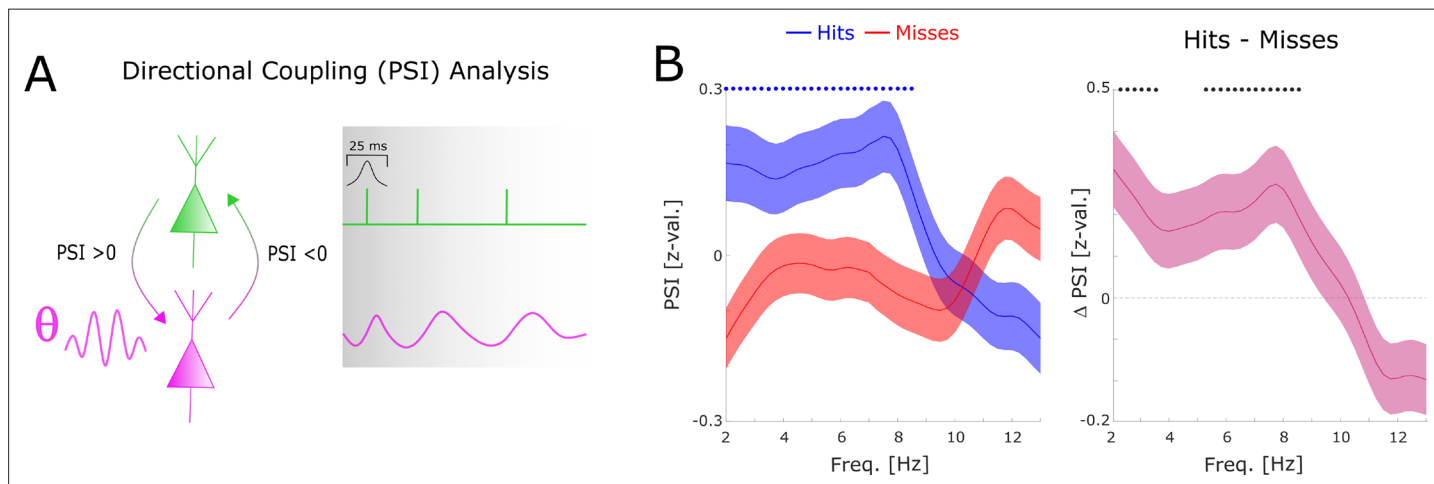 A
Directional Coupling (PSI) Analysis
25 ms
PSI >0
PSI <0
θ
B
Hits
Misses
0.3
0
-0.3
PSI [z-val.]
2 4 6 8 10 12
Freq. [Hz]
Hits - Misses
0.5
0
-0.2
Δ PSI [z-val.]
2 4 6 8 10 12
Freq. [Hz]